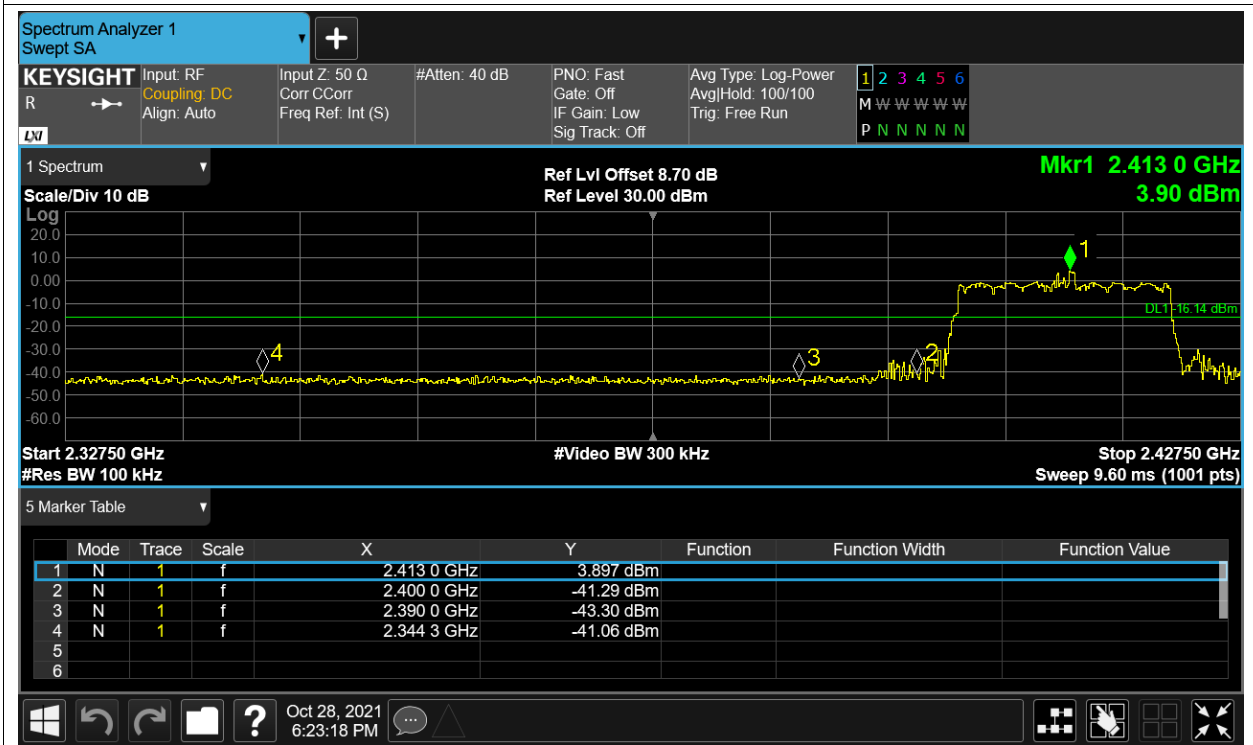 Spectrum Analyzer 1
Swept SA
+
KEYSIGHT
R
LXI
Input: RF
Coupling: DC
Align: Auto
Input Z: 50 Ω
Corr CCorr
Freq Ref: Int (S)
#Atten: 40 dB
PNO: Fast
Gate: Off
IF Gain: Low
Sig Track: Off
Avg Type: Log-Power
Avg|Hold: 100/100
Trig: Free Run
1 2 3 4 5 6
M W W W W W
P N N N N N
1 Spectrum
Scale/Div 10 dB
Ref Lvl Offset 8.70 dB
Ref Level 30.00 dBm
Mkr1 2.413 0 GHz
3.90 dBm
Log
20.0
10.0
0.00
-10.0
-20.0
-30.0
-40.0
-50.0
-60.0
1
DL1 -16.14 dBm
4
3
2
Start 2.32750 GHz
#Res BW 100 kHz
#Video BW 300 kHz
Stop 2.42750 GHz
Sweep 9.60 ms (1001 pts)
5 Marker Table
Mode Trace Scale X Y Function Function Width Function Value
1 N 1 f 2.413 0 GHz 3.897 dBm
2 N 1 f 2.400 0 GHz -41.29 dBm
3 N 1 f 2.390 0 GHz -43.30 dBm
4 N 1 f 2.344 3 GHz -41.06 dBm
5
6
?
Oct 28, 2021
6:23:18 PM